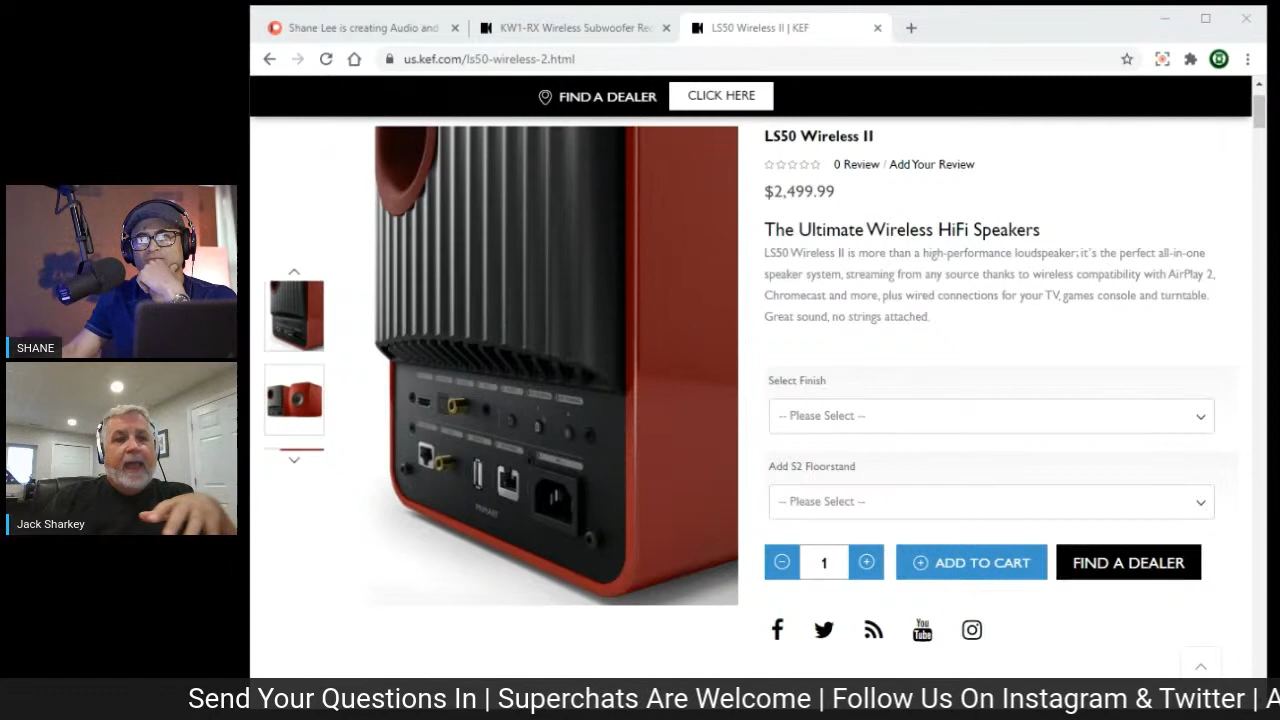 Shane Lee is creating Audio and
KW1-RX Wireless Subwoofer Rec
LS50 Wireless II | KEF
us.kef.com/ls50-wireless-2.html
FIND A DEALER
CLICK HERE
LS50 Wireless II
0 Review / Add Your Review
$2,499.99
The Ultimate Wireless HiFi Speakers
LS50 Wireless II is more than a high-performance loudspeaker; it's the perfect all-in-one
speaker system, streaming from any source thanks to wireless compatibility with AirPlay 2,
Chromecast and more, plus wired connections for your TV, games console and turntable.
Great sound, no strings attached.
Select Finish
-- Please Select --
Add S2 Floorstand
-- Please Select --
1
ADD TO CART
FIND A DEALER
You
Tube
SHANE
Jack Sharkey
PRIMARY
Send Your Questions In | Superchats Are Welcome | Follow Us On Instagram & Twitter | A